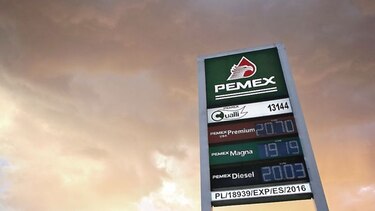 PEMEX
Cualli
13144
PEMEX Premium 20 70
PEMEX Magna 19 19
PEMEX Diesel 20 03
PL/18939/EXP/ES/2016